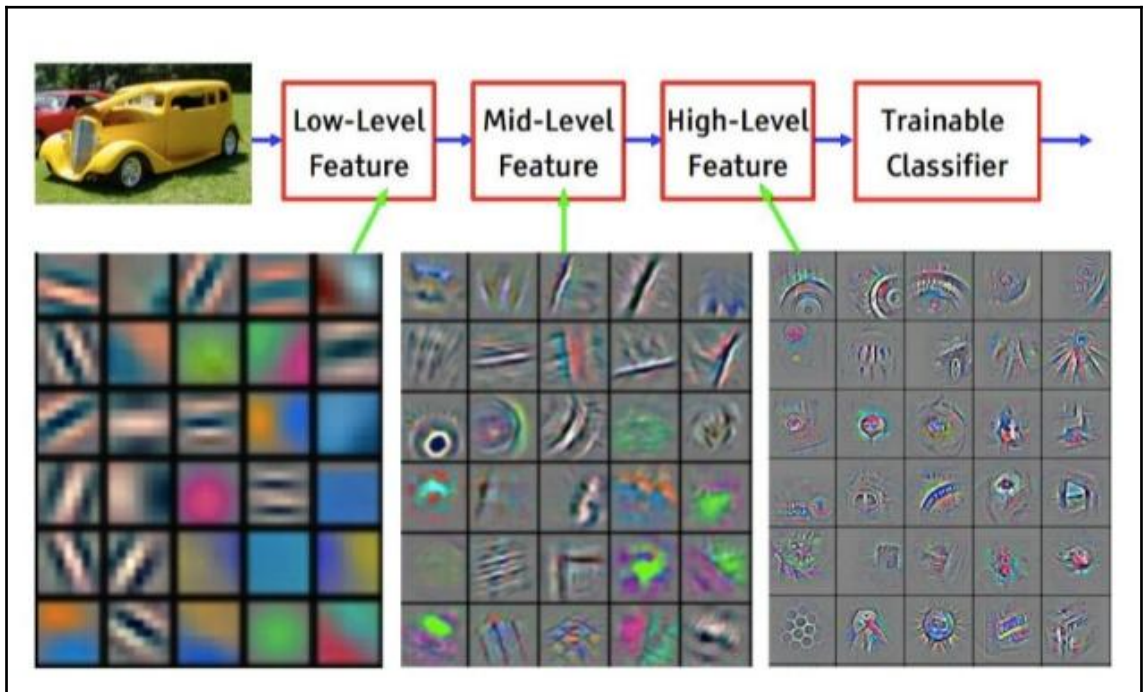 Low-Level
Feature
Mid-Level
Feature
High-Level
Feature
Trainable
Classifier